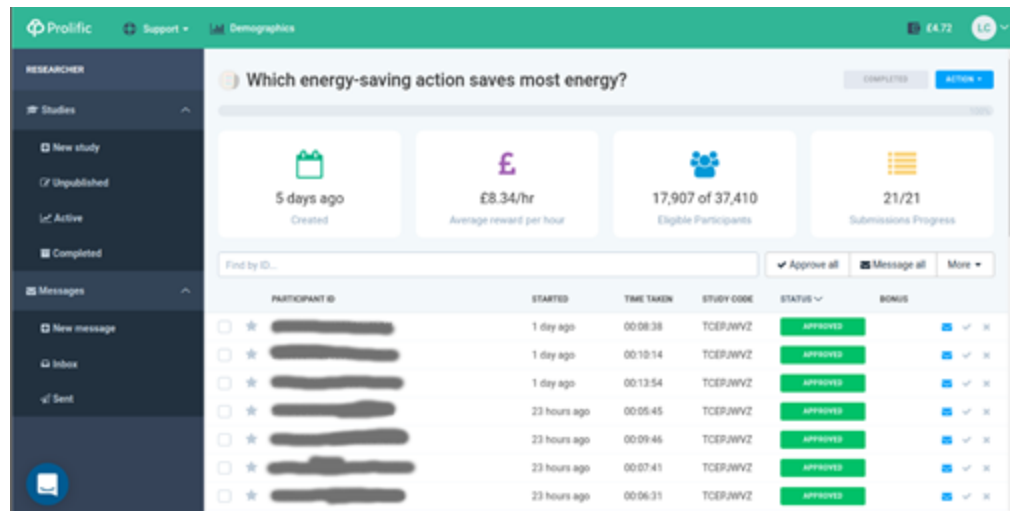 Prolific Support Demographics £4.72 LC
RESEARCHER
Which energy-saving action saves most energy?
COMPLETED
ACTION
100%
Studies
New study
Unpublished
Active
Completed
5 days ago
Created
£8.34/hr
Average reward per hour
17,907 of 37,410
Eligible Participants
21/21
Submissions Progress
Find by ID...
Approve all
Message all
More
Messages
New message
Inbox
Sent
PARTICIPANT ID STARTED TIME TAKEN STUDY CODE STATUS BONUS
1 day ago 00:08:38 TCEPJWVZ APPROVED
1 day ago 00:10:14 TCEPJWVZ APPROVED
1 day ago 00:13:54 TCEPJWVZ APPROVED
23 hours ago 00:05:45 TCEPJWVZ APPROVED
23 hours ago 00:09:46 TCEPJWVZ APPROVED
23 hours ago 00:07:41 TCEPJWVZ APPROVED
23 hours ago 00:06:31 TCEPJWVZ APPROVED